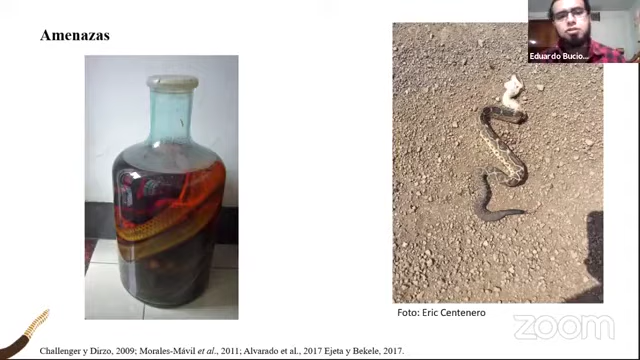 Amenazas
Eduardo Bucio...
Foto: Eric Centenero
zoom
Challenger y Dirzo, 2009; Morales-Mávil et al., 2011; Alvarado et al., 2017 Ejeta y Bekele, 2017.